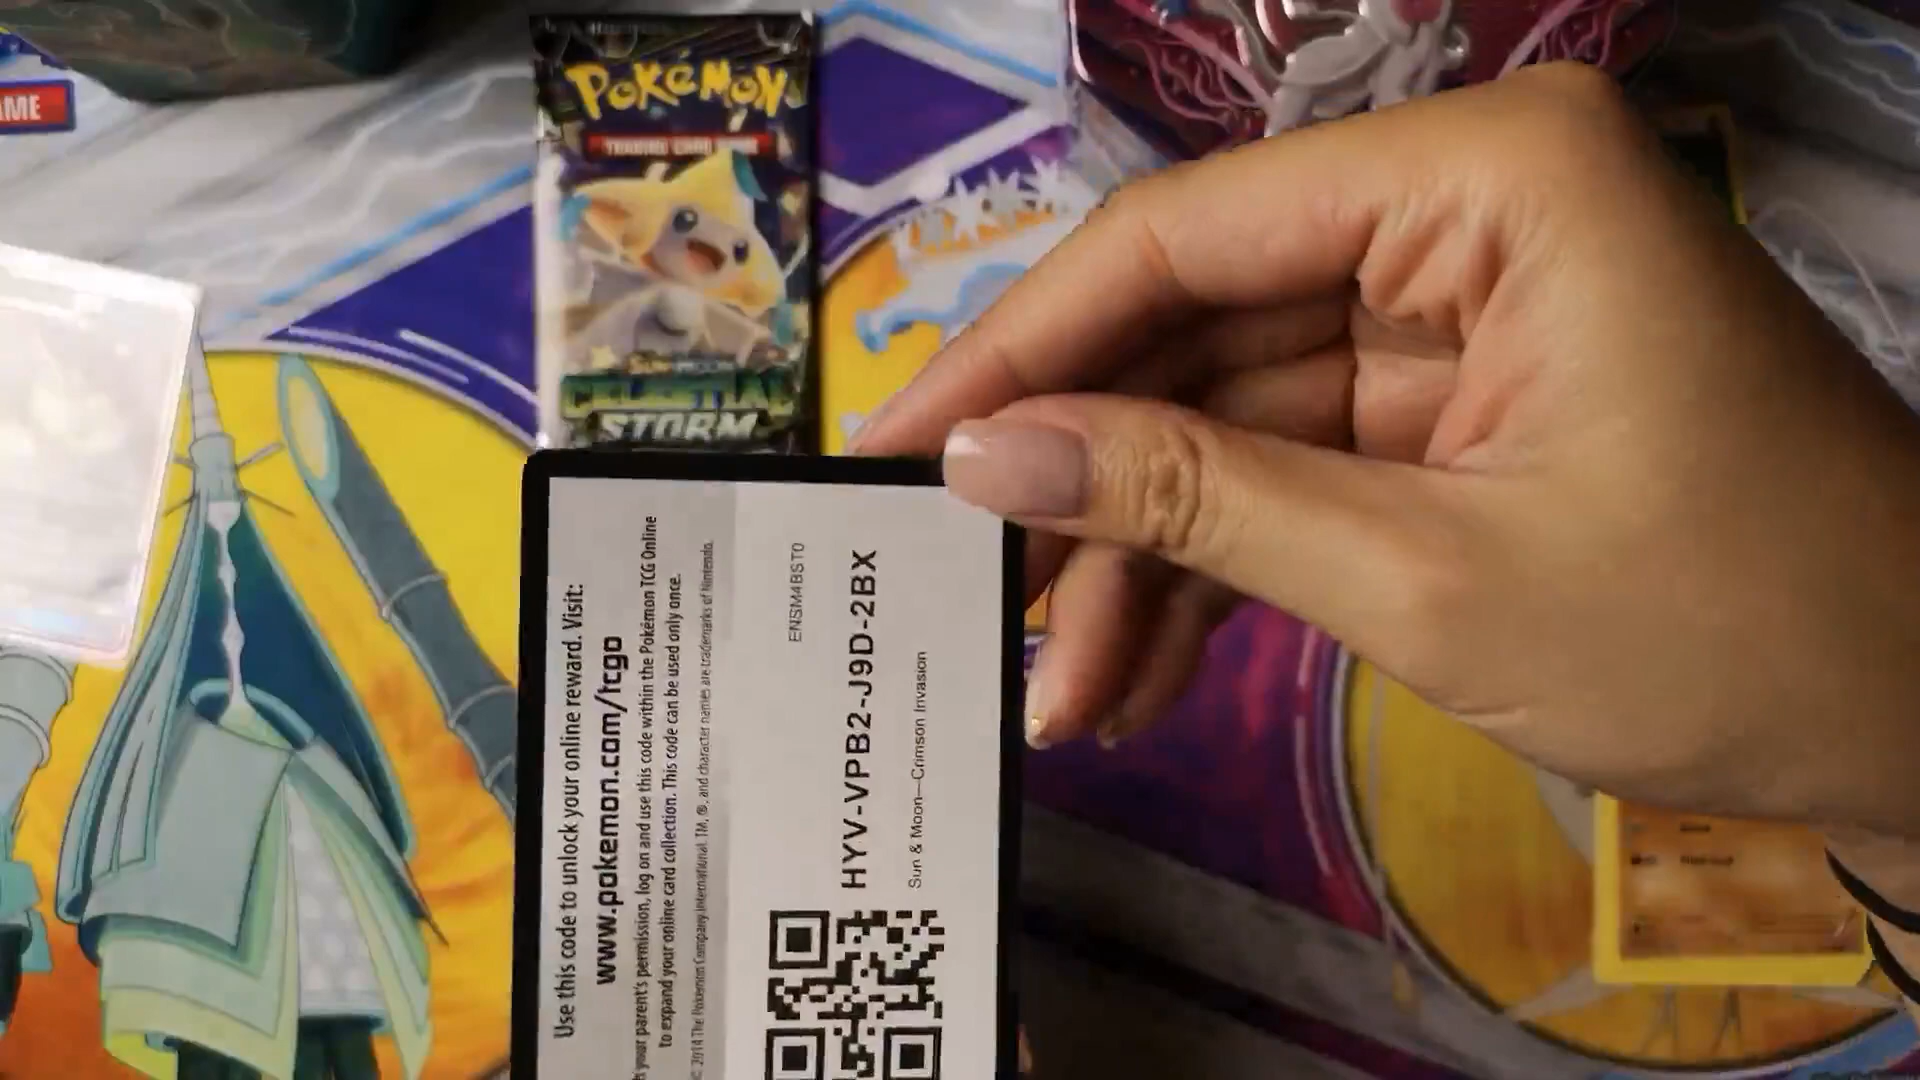 AME
POKéMON
TRADING CARD GAME
SUN & MOON
CELESTIAL
STORM
Use this code to unlock your online reward. Visit:
www.pokemon.com/tcgo
your parent's permission, log on and use this code within the Pokémon TCG Online
to expand your online card collection. This code can be used only once.
2014 The Pokémon Company International. TM, ®, and character names are trademarks of Nintendo.
ENSM4BST0
HYV-VPB2-J9D-2BX
Sun & Moon—Crimson Invasion